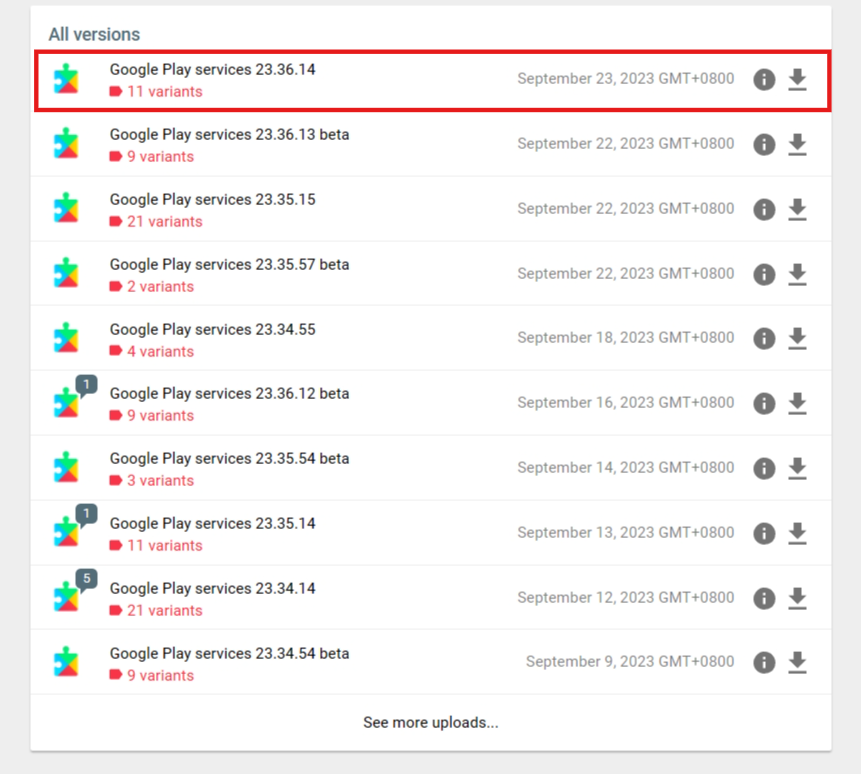 All versions
Google Play services 23.36.14
September 23, 2023 GMT+0800
11 variants
Google Play services 23.36.13 beta
September 22, 2023 GMT+0800
9 variants
Google Play services 23.35.15
September 22, 2023 GMT+0800
21 variants
Google Play services 23.35.57 beta
September 22, 2023 GMT+0800
2 variants
Google Play services 23.34.55
September 18, 2023 GMT+0800
4 variants
1
Google Play services 23.36.12 beta
September 16, 2023 GMT+0800
9 variants
Google Play services 23.35.54 beta
September 14, 2023 GMT+0800
3 variants
1
Google Play services 23.35.14
September 13, 2023 GMT+0800
11 variants
5
Google Play services 23.34.14
September 12, 2023 GMT+0800
21 variants
Google Play services 23.34.54 beta
September 9, 2023 GMT+0800
9 variants
See more uploads...